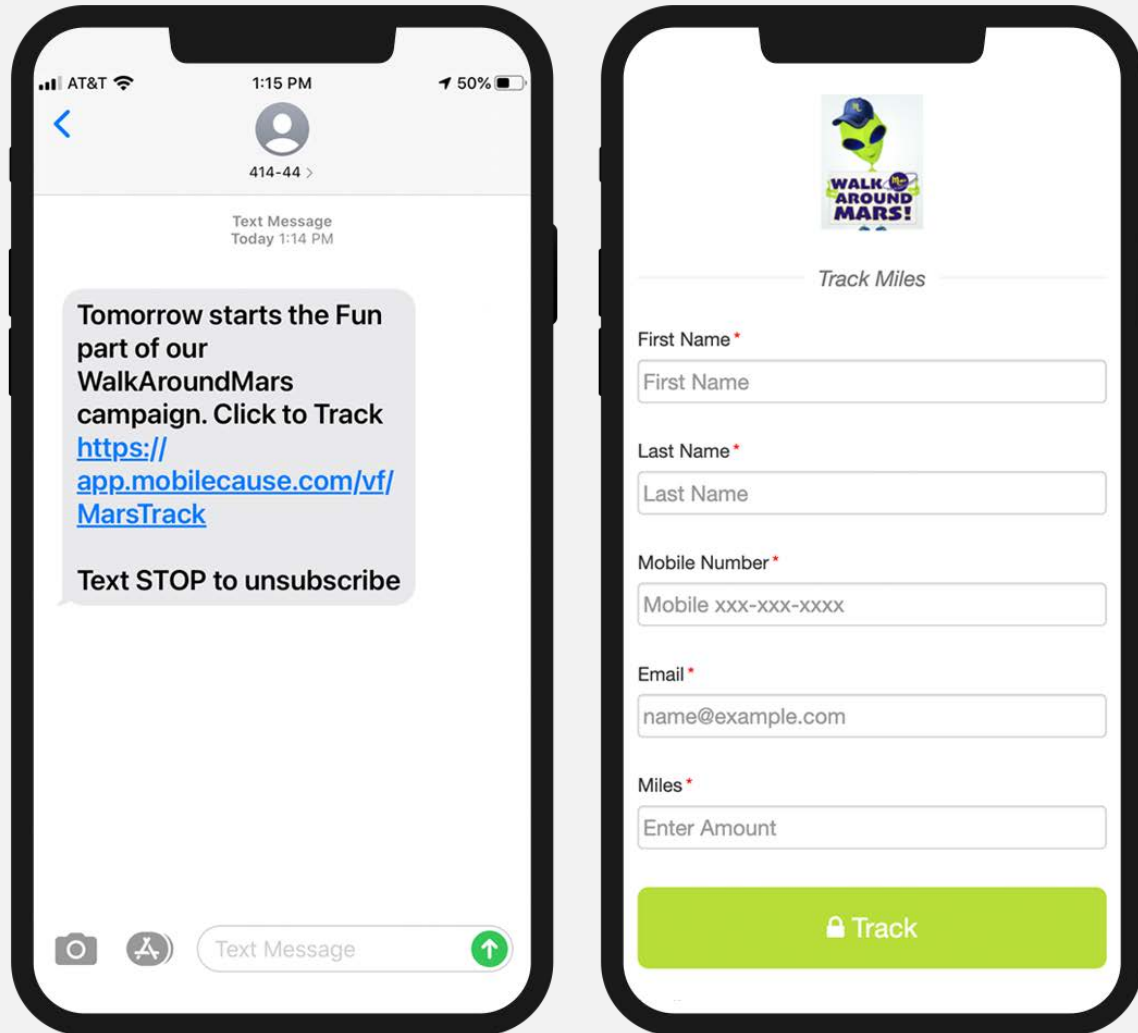 AT&T 1:15 PM 50%
414-44 >
Text Message
Today 1:14 PM
Tomorrow starts the Fun
part of our
WalkAroundMars
campaign. Click to Track
https://
app.mobilecause.com/vf/
MarsTrack
Text STOP to unsubscribe
Text Message
WALK
AROUND
MARS!
Track Miles
First Name*
First Name
Last Name*
Last Name
Mobile Number*
Mobile xxx-xxx-xxxx
Email*
name@example.com
Miles*
Enter Amount
Track